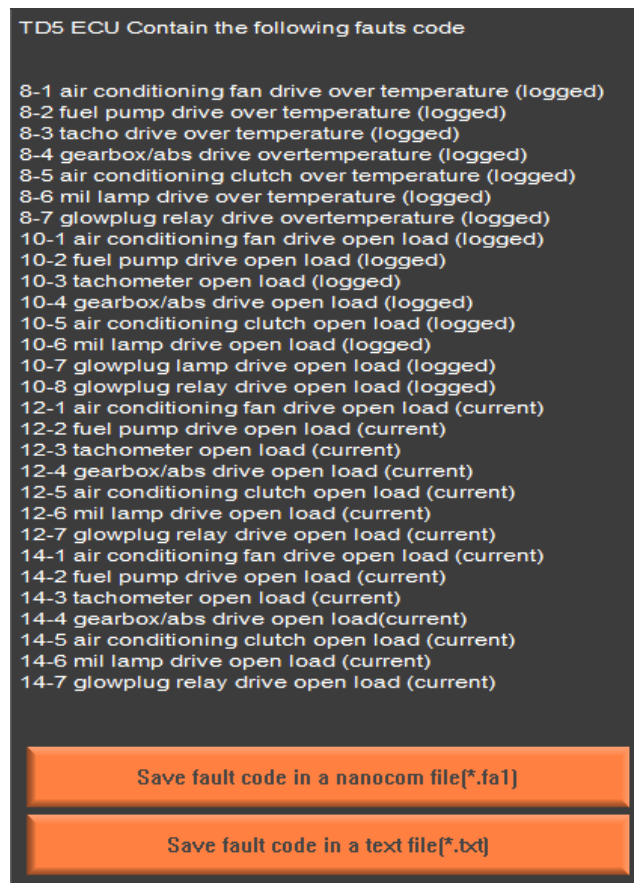 TD5 ECU Contain the following fauts code
8-1 air conditioning fan drive over temperature (logged)
8-2 fuel pump drive over temperature (logged)
8-3 tacho drive over temperature (logged)
8-4 gearbox/abs drive overtemperature (logged)
8-5 air conditioning clutch over temperature (logged)
8-6 mil lamp drive over temperature (logged)
8-7 glowplug relay drive overtemperature (logged)
10-1 air conditioning fan drive open load (logged)
10-2 fuel pump drive open load (logged)
10-3 tachometer open load (logged)
10-4 gearbox/abs drive open load (logged)
10-5 air conditioning clutch open load (logged)
10-6 mil lamp drive open load (logged)
10-7 glowplug lamp drive open load (logged)
10-8 glowplug relay drive open load (logged)
12-1 air conditioning fan drive open load (current)
12-2 fuel pump drive open load (current)
12-3 tachometer open load (current)
12-4 gearbox/abs drive open load (current)
12-5 air conditioning clutch open load (current)
12-6 mil lamp drive open load (current)
12-7 glowplug relay drive open load (current)
14-1 air conditioning fan drive open load (current)
14-2 fuel pump drive open load (current)
14-3 tachometer open load (current)
14-4 gearbox/abs drive open load(current)
14-5 air conditioning clutch open load (current)
14-6 mil lamp drive open load (current)
14-7 glowplug relay drive open load (current)
Save fault code in a nanocom file(*.fa1)
Save fault code in a text file(*.txt)